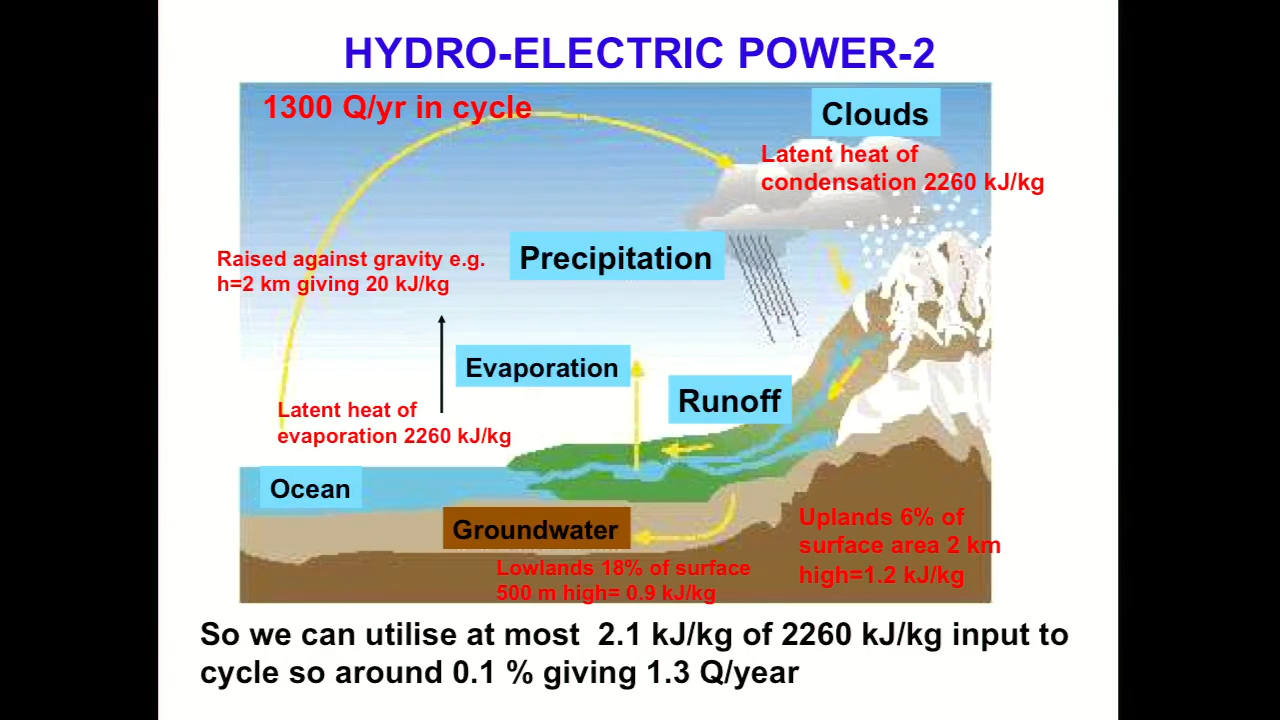 HYDRO-ELECTRIC POWER-2
1300 Q/yr in cycle
Clouds
Latent heat of
condensation 2260 kJ/kg
Raised against gravity e.g.
h=2 km giving 20 kJ/kg
Precipitation
Evaporation
Runoff
Latent heat of
evaporation 2260 kJ/kg
Ocean
Groundwater
Uplands 6% of
surface area 2 km
high=1.2 kJ/kg
Lowlands 18% of surface
500 m high= 0.9 kJ/kg
So we can utilise at most  2.1 kJ/kg of 2260 kJ/kg input to
cycle so around 0.1 % giving 1.3 Q/year